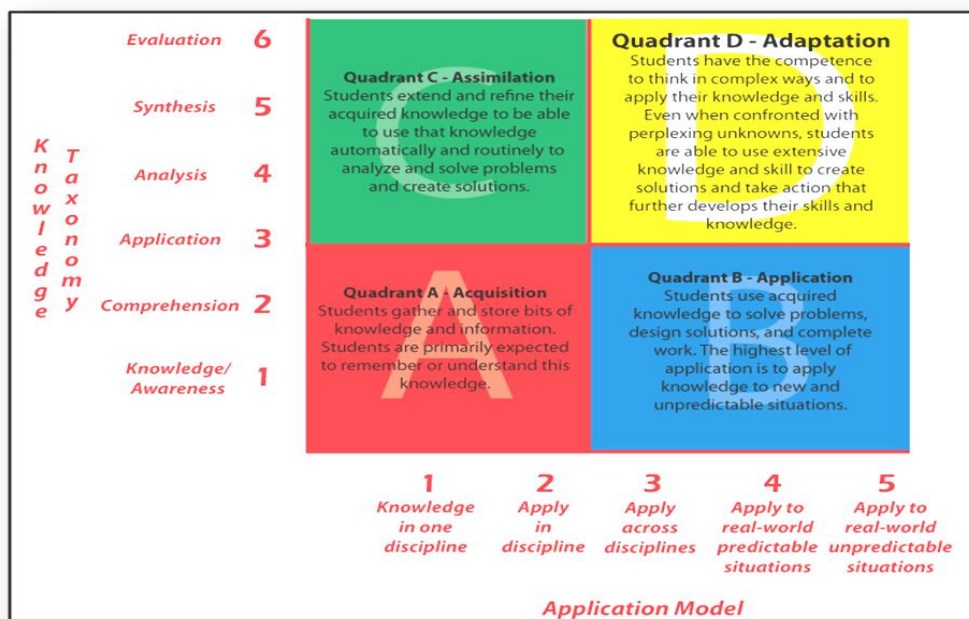 Evaluation 6
Synthesis 5
Analysis 4
Application 3
Comprehension 2
Knowledge/
Awareness 1
Knowledge
Taxonomy
C
Quadrant C - Assimilation
Students extend and refine their
acquired knowledge to be able
to use that knowledge
automatically and routinely to
analyze and solve problems
and create solutions.
D
Quadrant D - Adaptation
Students have the competence
to think in complex ways and to
apply their knowledge and skills.
Even when confronted with
perplexing unknowns, students
are able to use extensive
knowledge and skill to create
solutions and take action that
further develops their skills and
knowledge.
A
Quadrant A - Acquisition
Students gather and store bits of
knowledge and information.
Students are primarily expected
to remember or understand this
knowledge.
B
Quadrant B - Application
Students use acquired
knowledge to solve problems,
design solutions, and complete
work. The highest level of
application is to apply
knowledge to new and
unpredictable situations.
1
Knowledge
in one
discipline
2
Apply
in
discipline
3
Apply
across
disciplines
4
Apply to
real-world
predictable
situations
5
Apply to
real-world
unpredictable
situations
Application Model